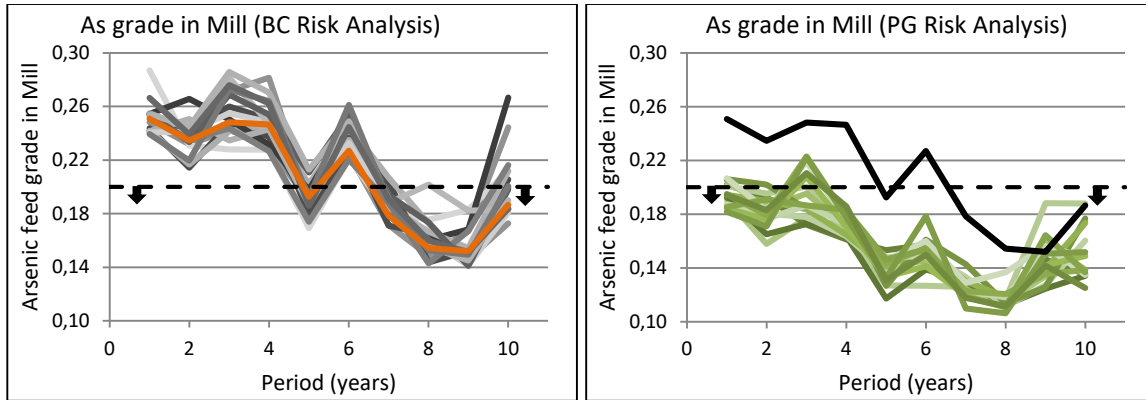 As grade in Mill (BC Risk Analysis)
Arsenic feed grade in Mill
0,30
0,26
0,22
0,18
0,14
0,10
0 2 4 6 8 10
Period (years)
As grade in Mill (PG Risk Analysis)
Arsenic feed grade in Mill
0,30
0,26
0,22
0,18
0,14
0,10
0 2 4 6 8 10
Period (years)